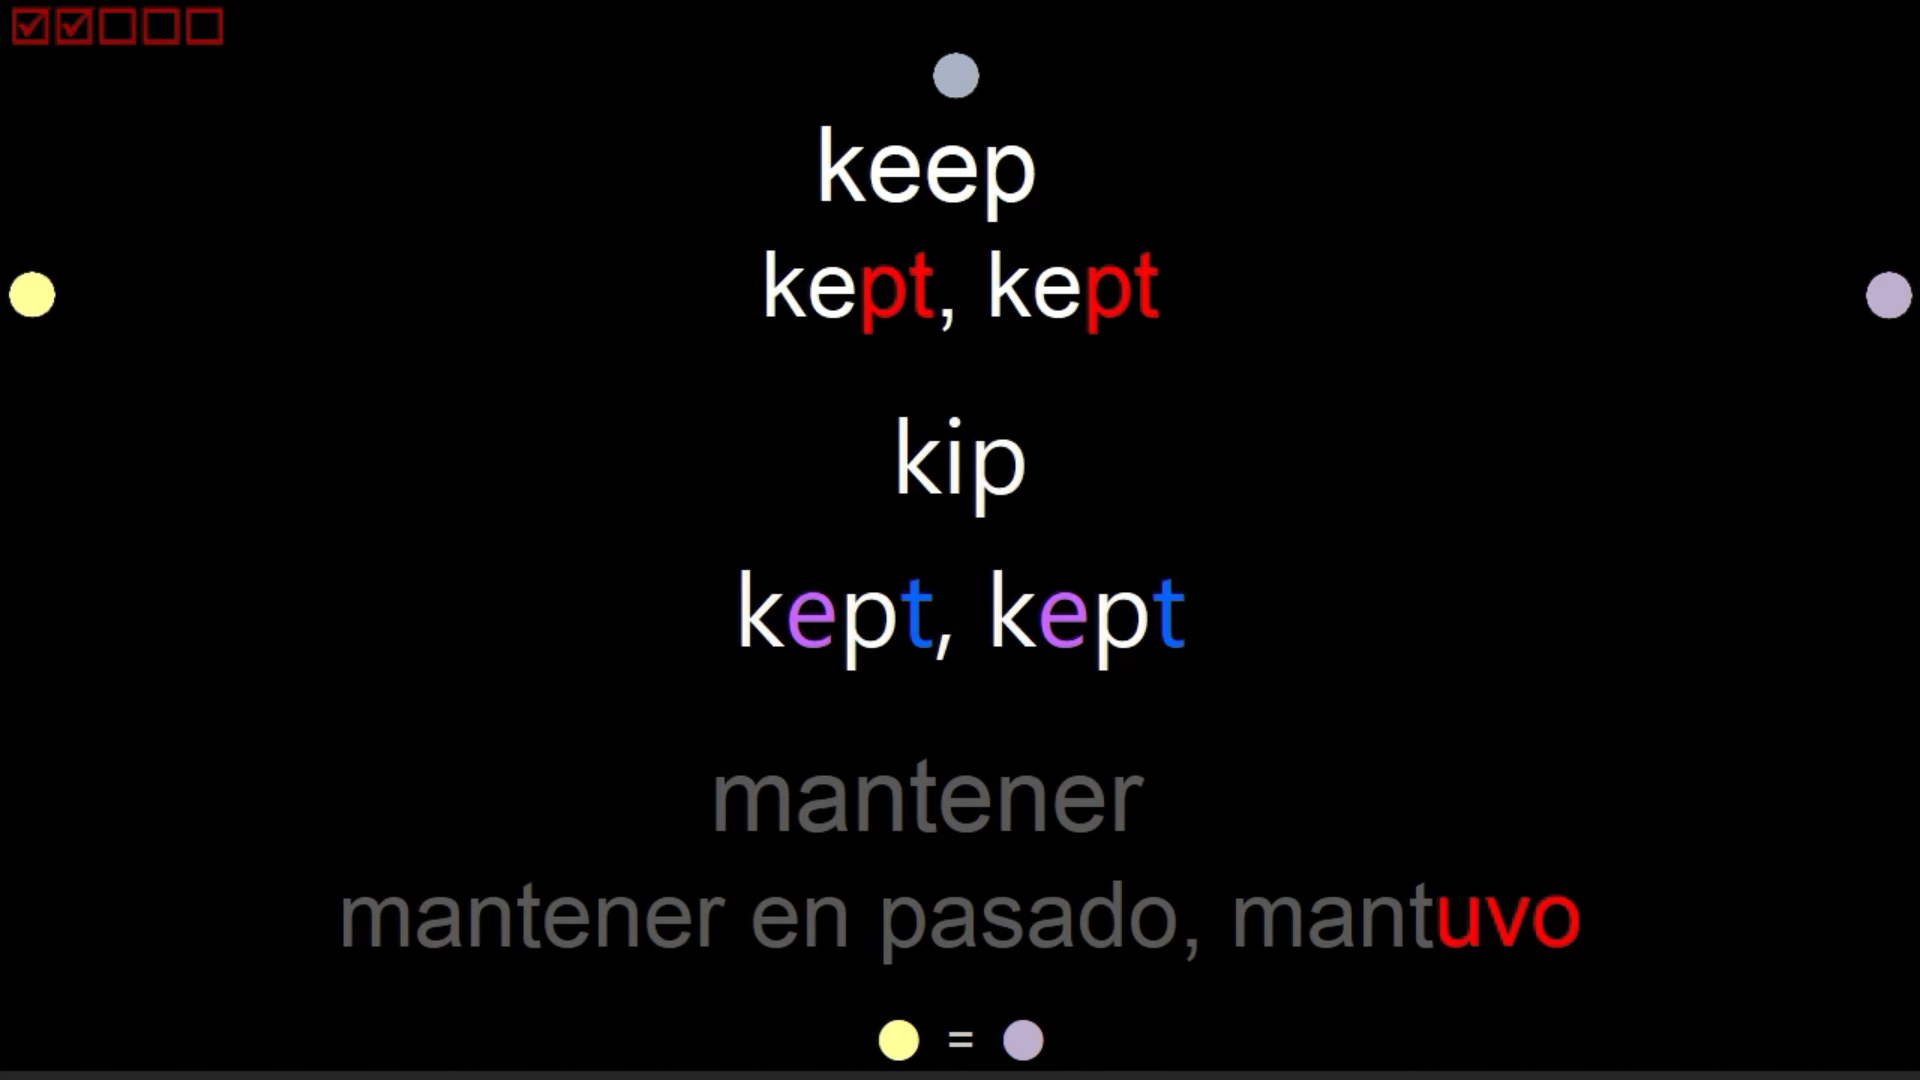 keep
kept, kept
kip
kept, kept
mantener
mantener en pasado, mantuvo
=